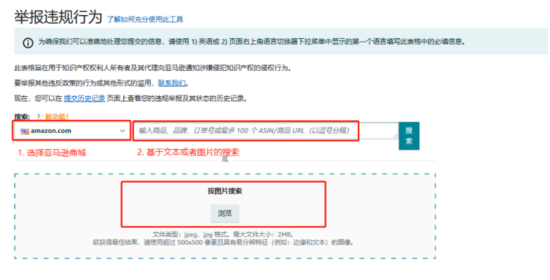 举报违规行为 了解如何充分使用此工具
为确保我们可以准确地处理您提交的信息，请使用 1) 英语或 2) 页面右上角语言切换器下拉菜单中显示的第一个语言填写此表格中的必填信息。
此表格旨在用于知识产权权利人所有者及其代理向亚马逊通知涉嫌侵犯知识产权的侵权行为。
要举报其他违反政策的行为或其他形式的滥用，联系我们。
现在，您可以在 提交历史记录 页面上查看您的违规举报及其状态的历史记录。
搜索： ? 新功能！
amazon.com 输入商品、品牌、订单号或最多 100 个 ASIN/商品 URL（以逗号分隔） 搜索
1. 选择亚马逊商城 2. 基于文本或者图片的搜索
按图片搜索
浏览
文件类型：jpeg、jpg 格式。最大文件大小：2MB。
欲获得最佳结果，请使用超过 500x500 像素且具有易分辨特征（例如：边缘和文本）的图像。